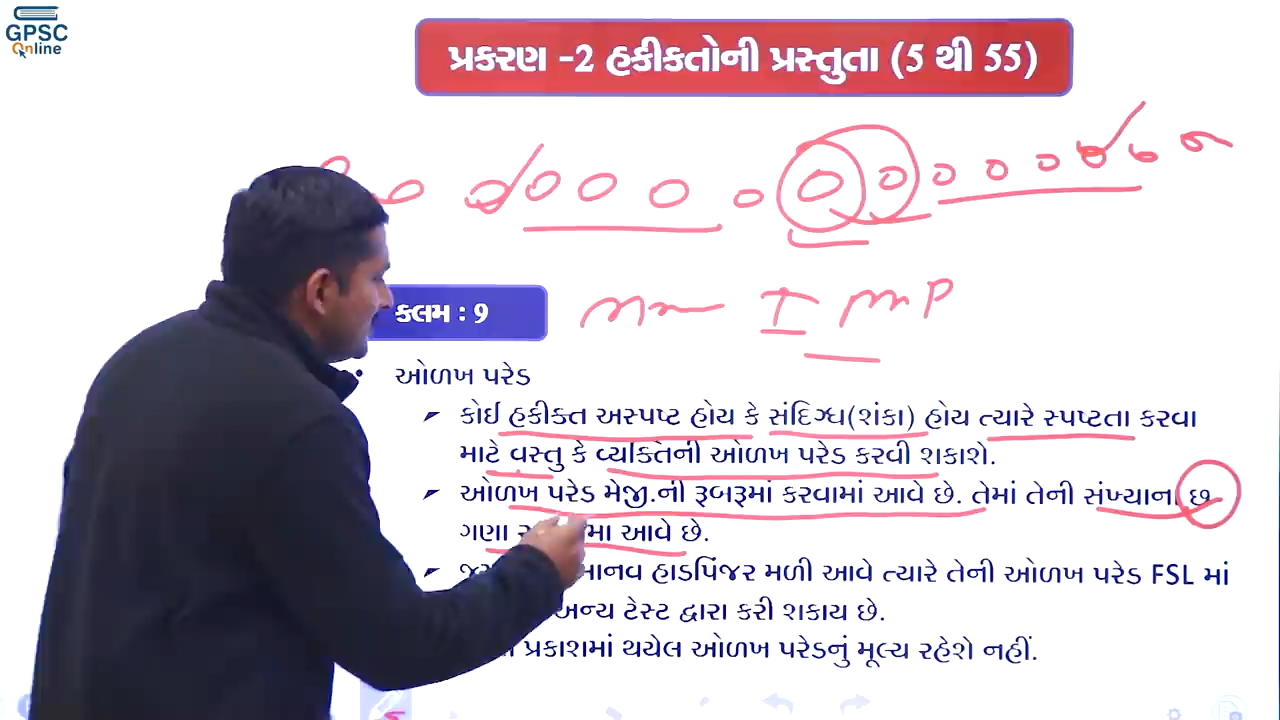 GPSC
Online
પ્રકરણ -2 હકીકતોની પ્રસ્તુતા (5 થી 55)
કલમ : 9
IMP
ઓળખ પરેડ
કોઈ હકીકત અસ્પષ્ટ હોય કે સંદિગ્ધ(શંકા) હોય ત્યારે સ્પષ્ટતા કરવા
માટે વસ્તુ કે વ્યક્તિની ઓળખ પરેડ કરવી શકાશે.
ઓળખ પરેડ મેજી.ની રૂબરૂમાં કરવામાં આવે છે. તેમાં તેની સંખ્યાના છ
ગણા આવે છે.
માનવ હાડપિંજર મળી આવે ત્યારે તેની ઓળખ પરેડ FSL માં
અન્ય ટેસ્ટ દ્વારા કરી શકાય છે.
પ્રકાશમાં થયેલ ઓળખ પરેડનું મૂલ્ય રહેશે નહીં.